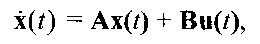 ẋ(t) = Ax(t) + Bu(t),